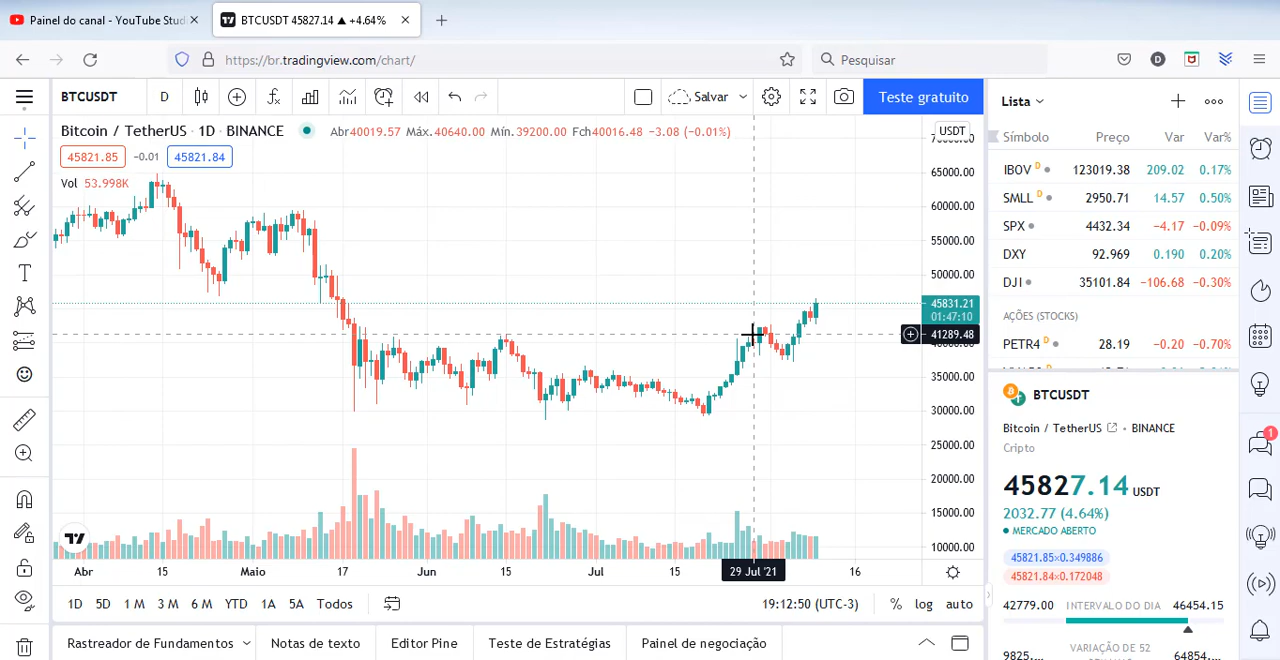 Painel do canal - YouTube Stud
BTCUSDT 45827.14 ▲ +4.64%
https://br.tradingview.com/chart/
Pesquisar
BTCUSDT D
Salvar
Teste gratuito
Bitcoin / TetherUS · 1D · BINANCE
Abr40019.57 Máx.40640.00 Mín.39200.00 Fch40016.48 −3.08 (−0.01%)
45821.85 -0.01 45821.84
Vol 53.998K
USDT
70000.00
65000.00
60000.00
55000.00
50000.00
45831.21
01:47:10
41289.48
35000.00
30000.00
25000.00
20000.00
15000.00
10000.00
Abr 15 Maio 17 Jun 15 Jul 15 29 Jul '21 16
1D 5D 1 M 3 M 6 M YTD 1A 5A Todos
19:12:50 (UTC-3) % log auto
Rastreador de Fundamentos Notas de texto Editor Pine Teste de Estratégias Painel de negociação
Lista
Símbolo Preço Var Var%
IBOV D 123019.38 209.02 0.17%
SMLL D 2950.71 14.57 0.50%
SPX 4432.34 −4.17 −0.09%
DXY 92.969 0.190 0.20%
DJI 35101.84 −106.68 −0.30%
AÇÕES (STOCKS)
PETR4 D 28.19 −0.20 −0.70%
BTCUSDT
Bitcoin / TetherUS • BINANCE
Cripto
45827.14 USDT
2032.77 (4.64%)
MERCADO ABERTO
45821.85×0.349886
45821.84×0.172048
42779.00 INTERVALO DO DIA 46454.15
VARIAÇÃO DE 52
9825... 64854...
1